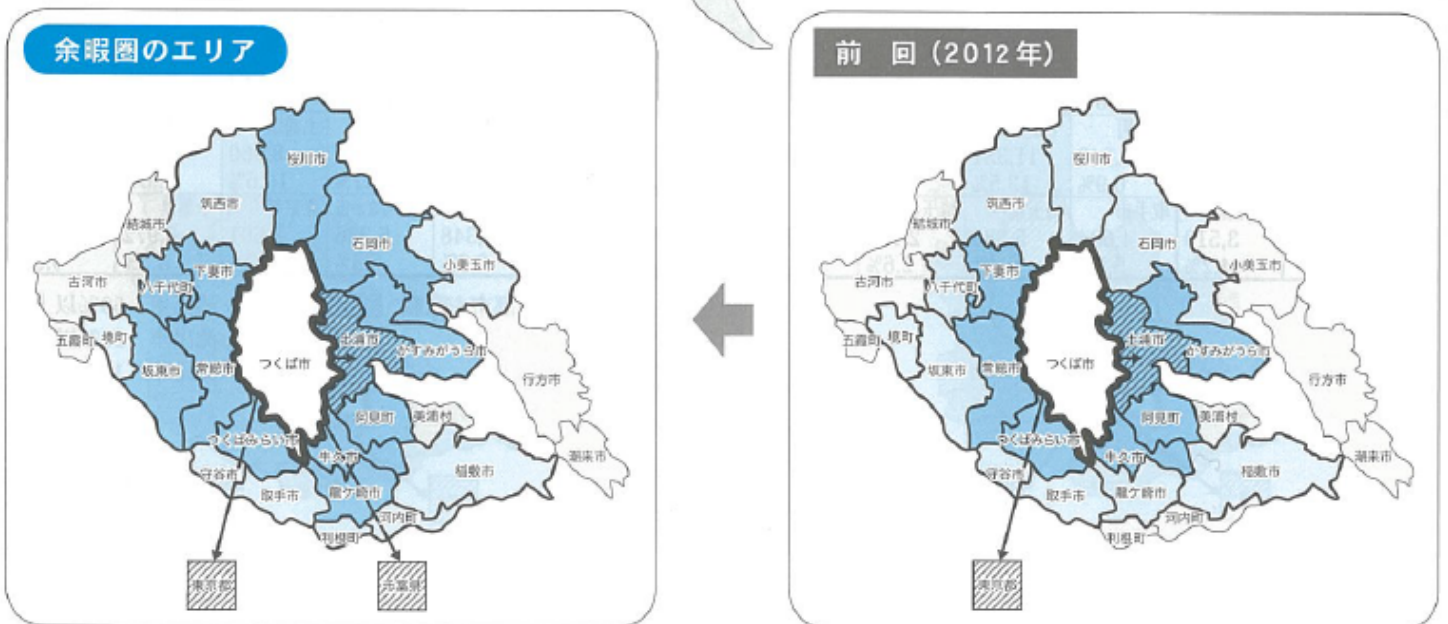 余暇圏のエリア
桜川市
筑西市
結城市
石岡市
小美玉市
下妻市
八千代町
古河市
土浦市
五霞町
境町
かすみがうら市
坂東市
常総市
つくば市
行方市
阿見町
美浦村
つくばみらい市
牛久市
潮来市
守谷市
稲敷市
取手市
龍ケ崎市
河内町
利根町
東京都
千葉県
前 回 (2012年)
桜川市
筑西市
結城市
石岡市
小美玉市
下妻市
八千代町
古河市
土浦市
五霞町
境町
かすみがうら市
坂東市
常総市
つくば市
行方市
阿見町
美浦村
つくばみらい市
牛久市
潮来市
守谷市
稲敷市
取手市
龍ケ崎市
河内町
利根町
東京都